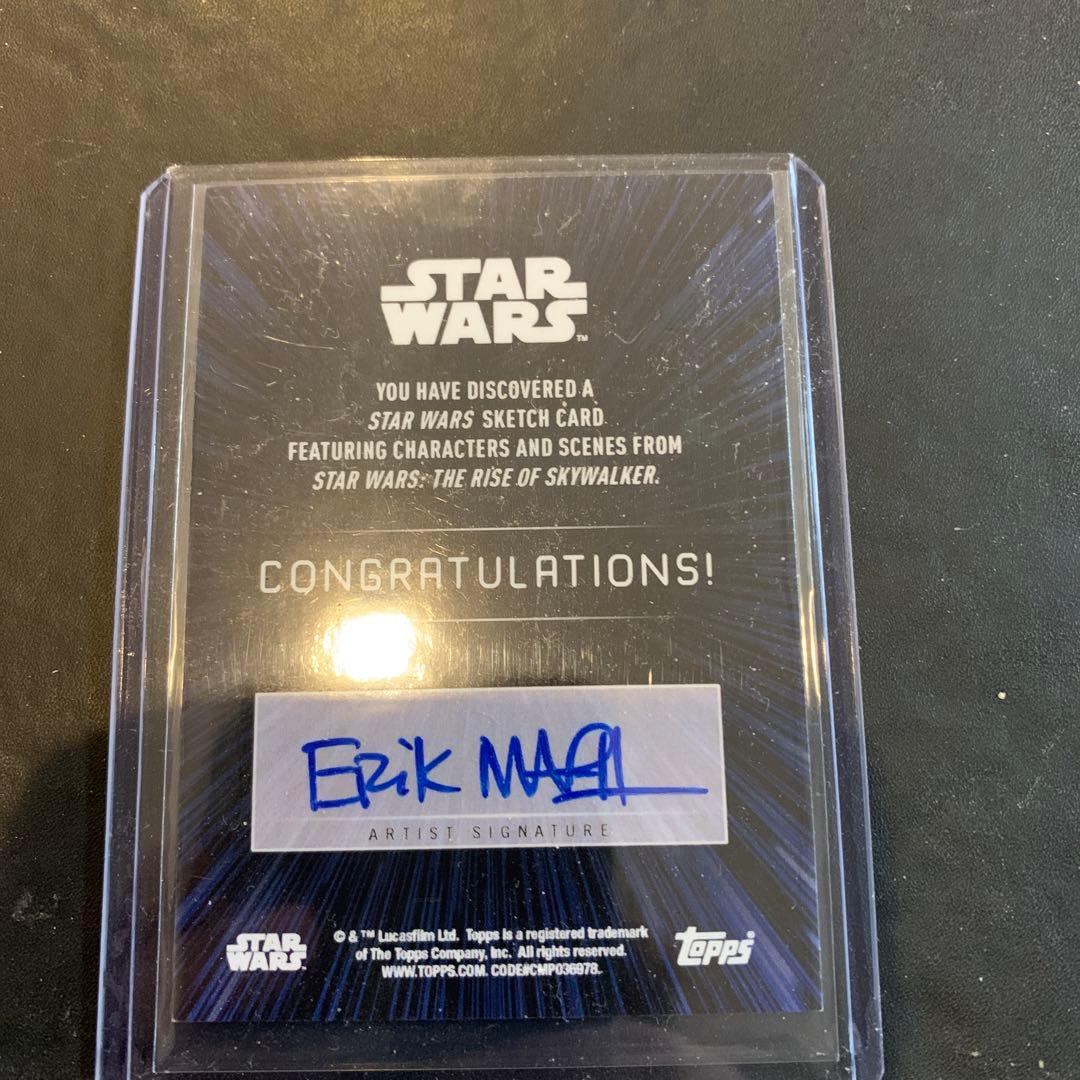 STAR
WARS™
YOU HAVE DISCOVERED A
STAR WARS SKETCH CARD
FEATURING CHARACTERS AND SCENES FROM
STAR WARS: THE RISE OF SKYWALKER.
CONGRATULATIONS!
Erik
ARTIST SIGNATURE
© & ™ Lucasfilm Ltd. Topps is a registered trademark
of The Topps Company, Inc. All rights reserved.
WWW.TOPPS.COM. CODE#CMP036978.
STAR
WARS
topps®